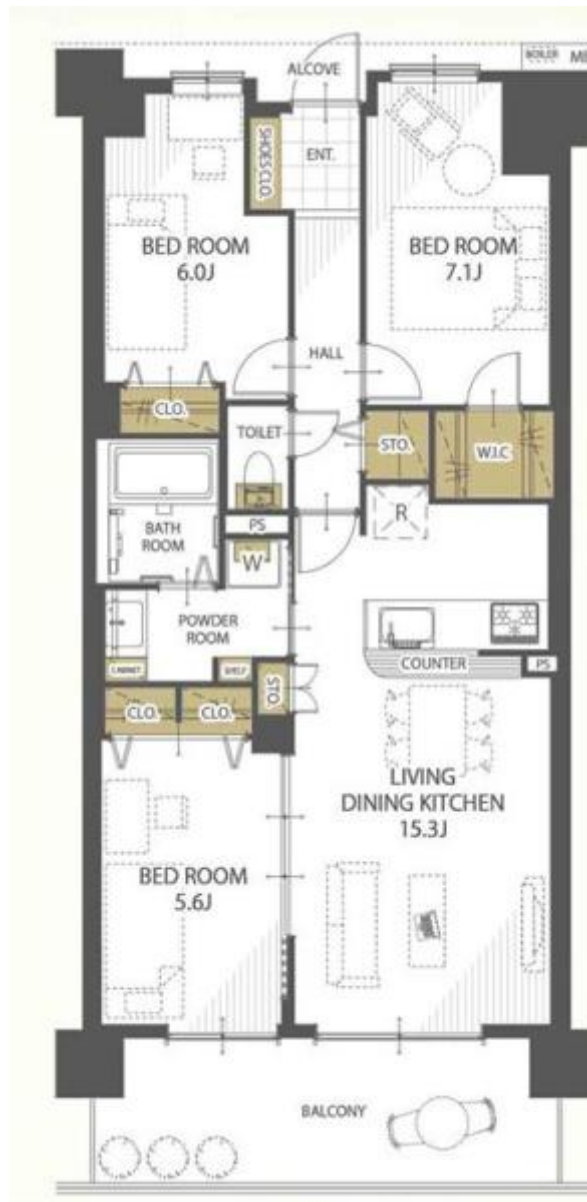 BOILER
ALCOVE
SHOES CLO.
ENT.
BED ROOM
6.0J
BED ROOM
7.1J
HALL
CLO.
TOILET
STO.
W.I.C
BATH
ROOM
PS
R
W
POWDER
ROOM
COUNTER
PS
CABINET
SHELF
STO.
CLO.
CLO.
LIVING
DINING KITCHEN
15.3J
BED ROOM
5.6J
BALCONY